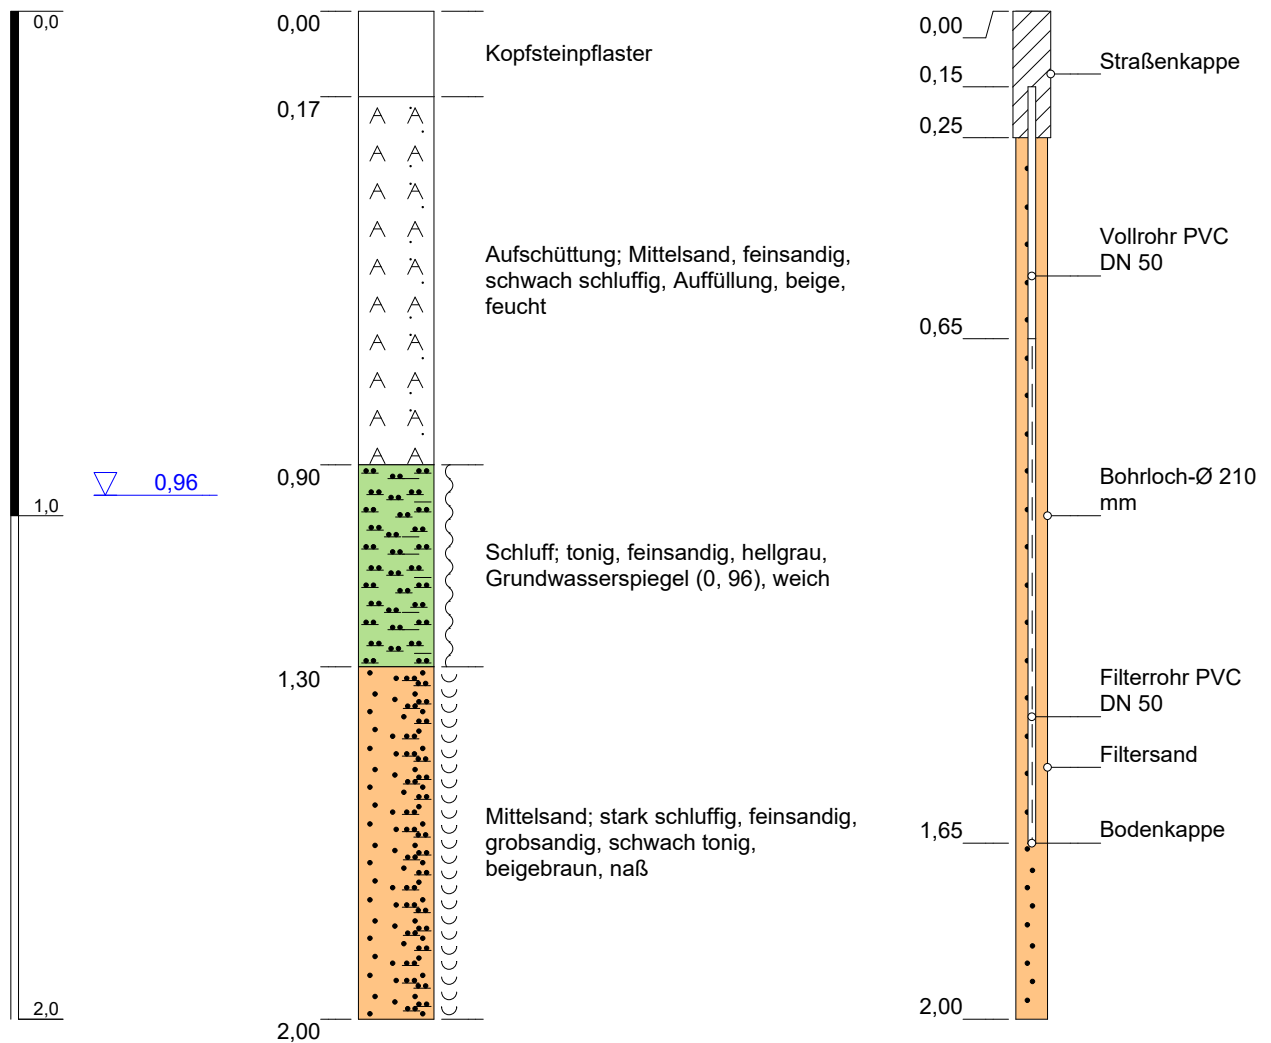 0,0
1,0
2,0
0,96
0,00
0,17
0,90
1,30
2,00
Kopfsteinpflaster
Aufschüttung; Mittelsand, feinsandig,
schwach schluffig, Auffüllung, beige,
feucht
Schluff; tonig, feinsandig, hellgrau,
Grundwasserspiegel (0, 96), weich
Mittelsand; stark schluffig, feinsandig,
grobsandig, schwach tonig,
beigebraun, naß
0,00
0,15
0,25
0,65
1,65
2,00
Straßenkappe
Vollrohr PVC
DN 50
Bohrloch-Ø 210
mm
Filterrohr PVC
DN 50
Filtersand
Bodenkappe